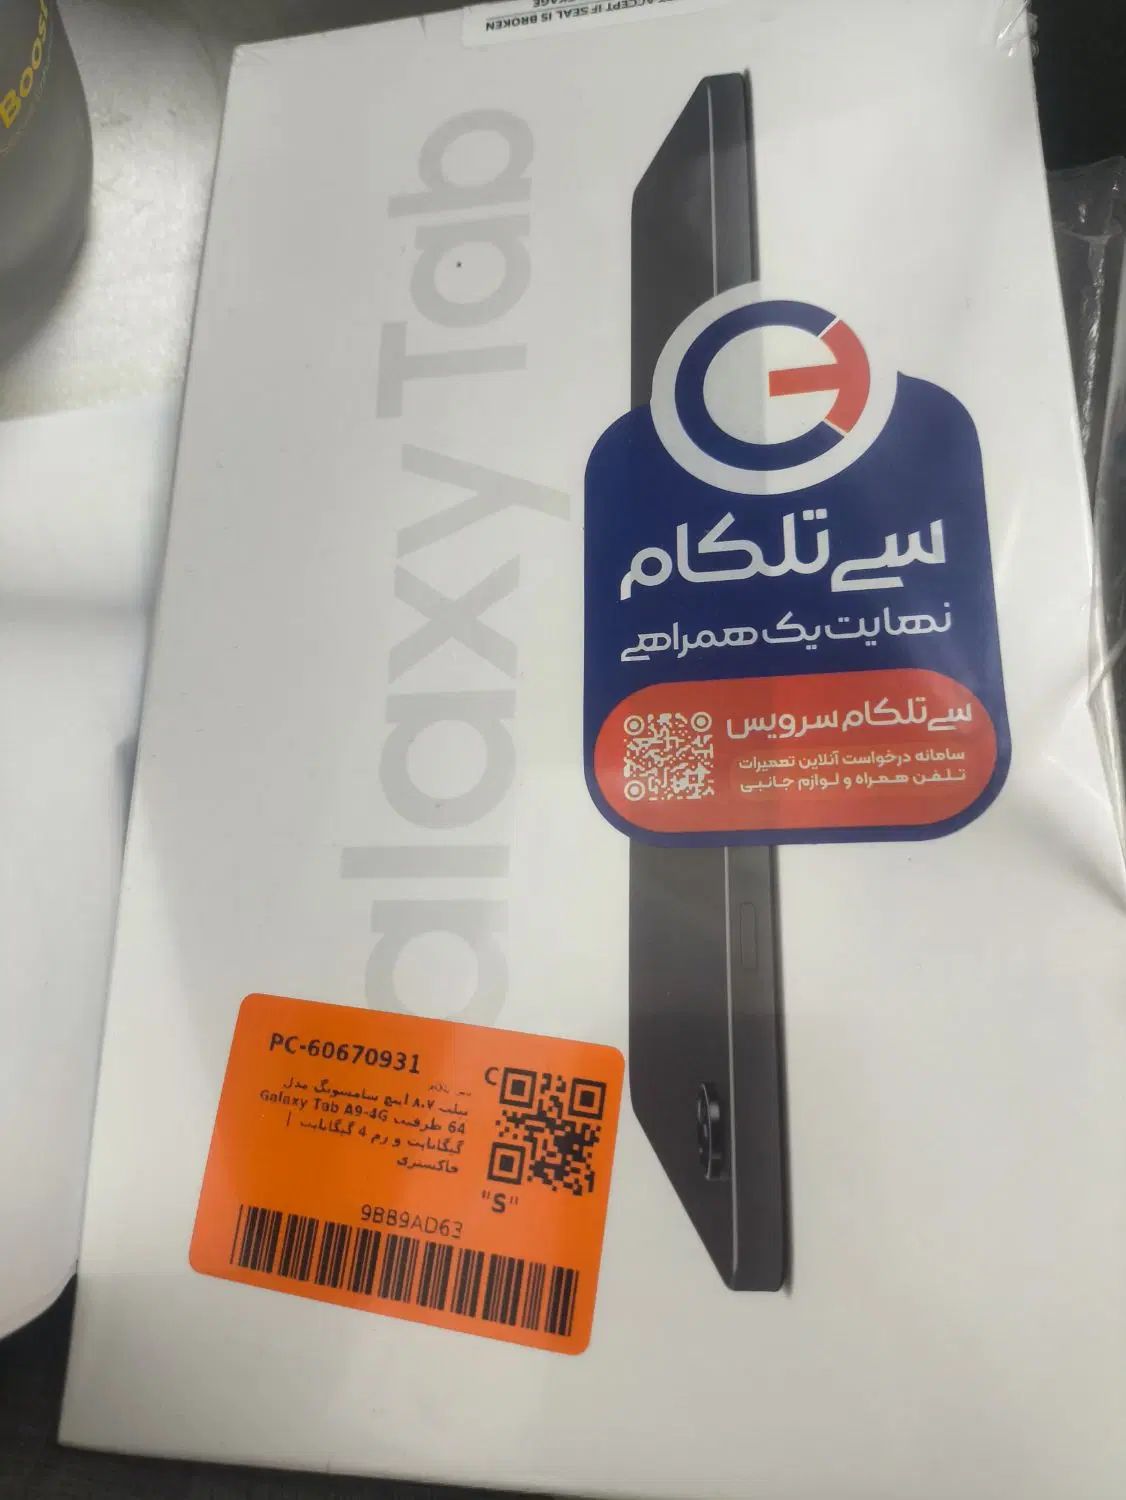 ACCEPT IF SEAL IS BROKEN
Boost
Galaxy Tab
سی‌تلکام
نهایت یک همراهی
سی‌تلکام سرویس
سامانه درخواست آنلاین تعمیرات
تلفن همراه و لوازم جانبی
PC-60670931
C
تبلت ۸.۷ اینچ سامسونگ مدل
Galaxy Tab A9-4G ظرفیت 64
گیگابایت و رم 4 گیگابایت |
خاکستری
"S"
9BB9AD63